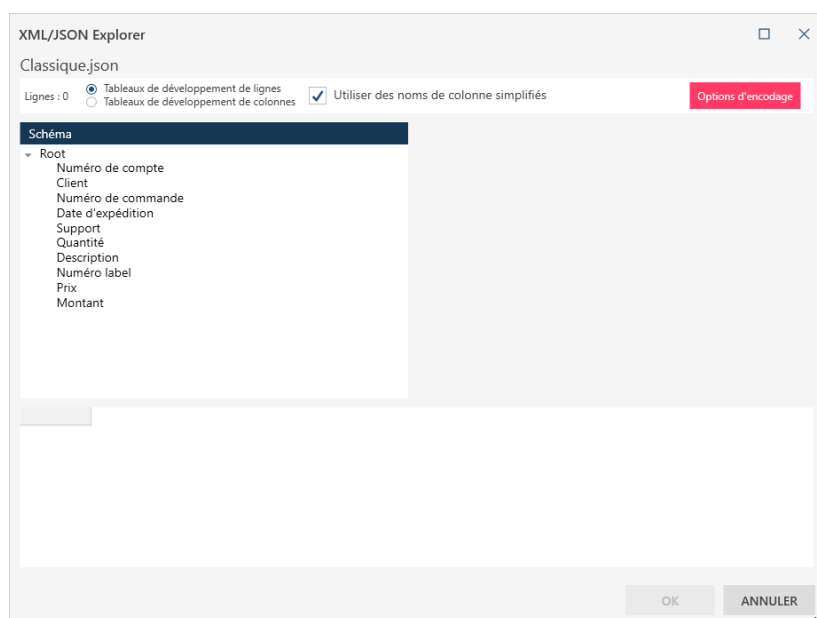 XML/JSON Explorer
Classique.json
Lignes : 0
Tableaux de développement de lignes
Tableaux de développement de colonnes
Utiliser des noms de colonne simplifiés
Options d'encodage
Schéma
Root
Numéro de compte
Client
Numéro de commande
Date d'expédition
Support
Quantité
Description
Numéro label
Prix
Montant
OK
ANNULER